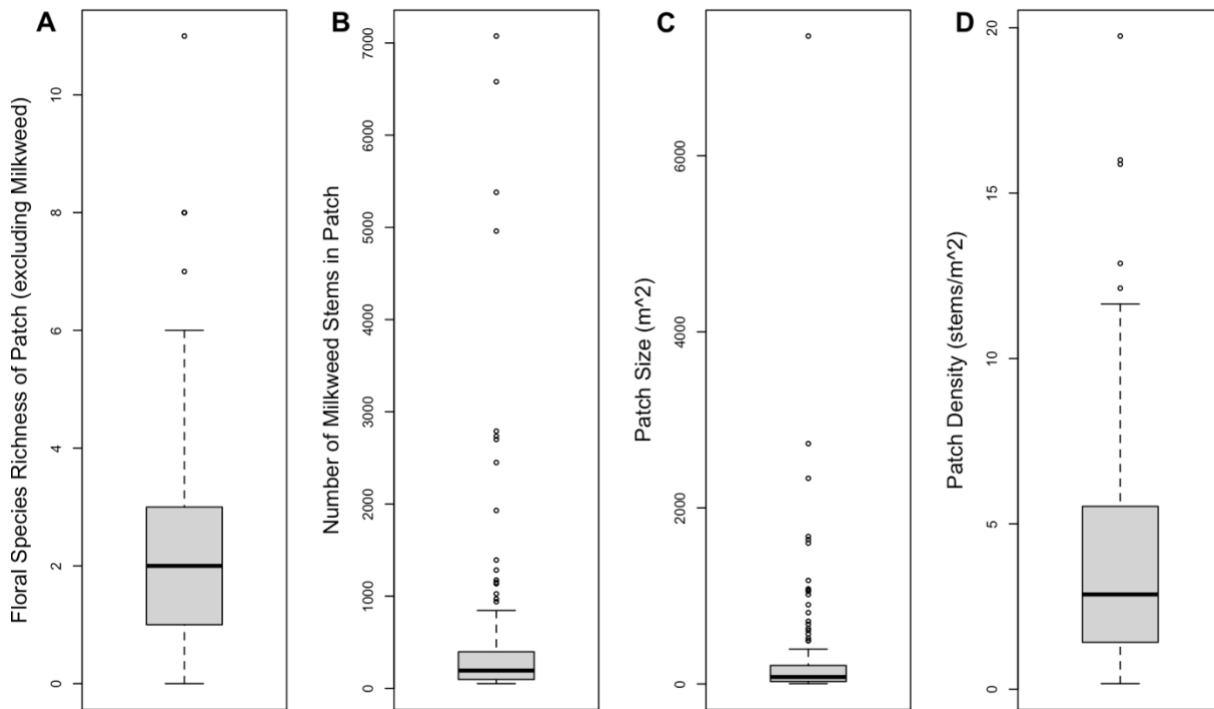 A
Floral Species Richness of Patch (excluding Milkweed)
0
2
4
6
8
10
B
Number of Milkweed Stems in Patch
0
1000
2000
3000
4000
5000
6000
7000
C
Patch Size (m^2)
0
2000
4000
6000
D
Patch Density (stems/m^2)
0
5
10
15
20